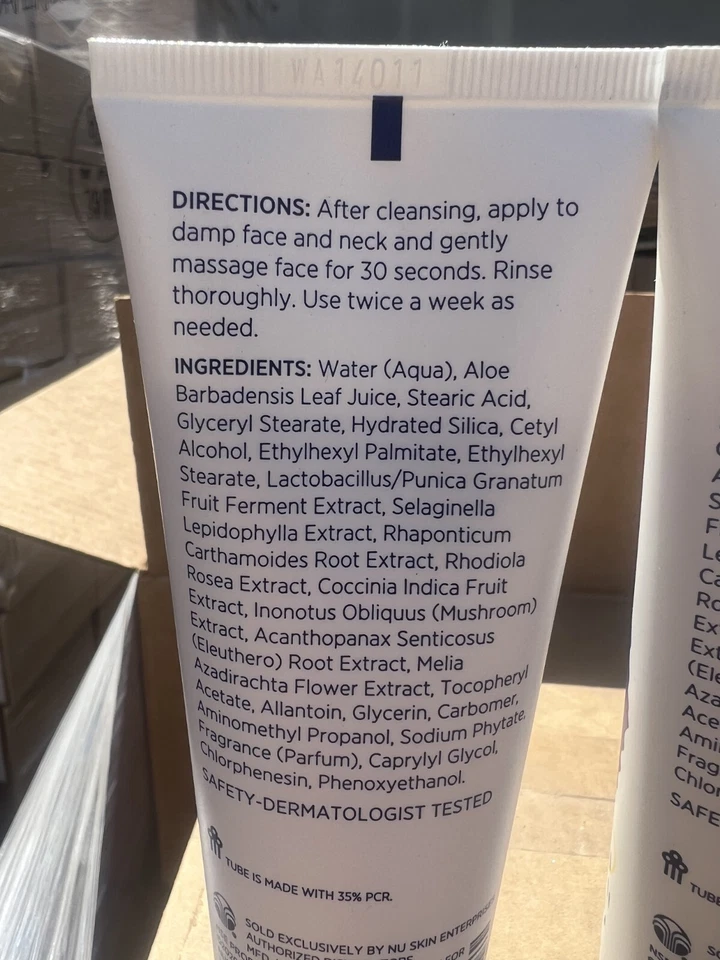 WA14011
DIRECTIONS: After cleansing, apply to
damp face and neck and gently
massage face for 30 seconds. Rinse
thoroughly. Use twice a week as
needed.
INGREDIENTS: Water (Aqua), Aloe
Barbadensis Leaf Juice, Stearic Acid,
Glyceryl Stearate, Hydrated Silica, Cetyl
Alcohol, Ethylhexyl Palmitate, Ethylhexyl
Stearate, Lactobacillus/Punica Granatum
Fruit Ferment Extract, Selaginella
Lepidophylla Extract, Rhaponticum
Carthamoides Root Extract, Rhodiola
Rosea Extract, Coccinia Indica Fruit
Extract, Inonotus Obliquus (Mushroom)
Extract, Acanthopanax Senticosus
(Eleuthero) Root Extract, Melia
Azadirachta Flower Extract, Tocopheryl
Acetate, Allantoin, Glycerin, Carbomer,
Aminomethyl Propanol, Sodium Phytate,
Fragrance (Parfum), Caprylyl Glycol,
Chlorphenesin, Phenoxyethanol.
SAFETY-DERMATOLOGIST TESTED
TUBE IS MADE WITH 35% PCR.
SOLD EXCLUSIVELY BY NU SKIN ENTERPRISES
AUTHORIZED
MFD
FOR